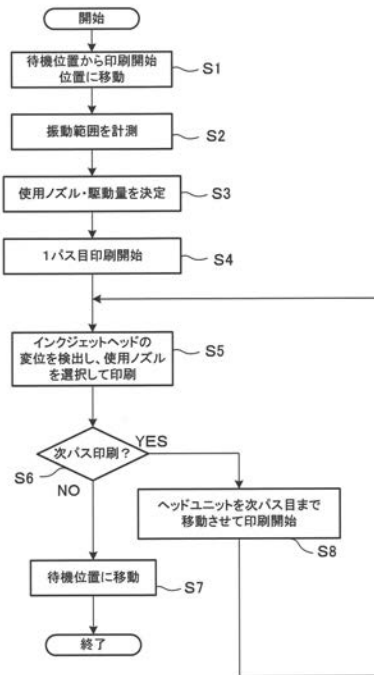 開始
待機位置から印刷開始
位置に移動
S1
振動範囲を計測
S2
使用ノズル・駆動量を決定
S3
1パス目印刷開始
S4
インクジェットヘッドの
変位を検出し、使用ノズル
を選択して印刷
S5
次パス印刷?
YES
S6
NO
ヘッドユニットを次パス目まで
移動させて印刷開始
S8
待機位置に移動
S7
終了